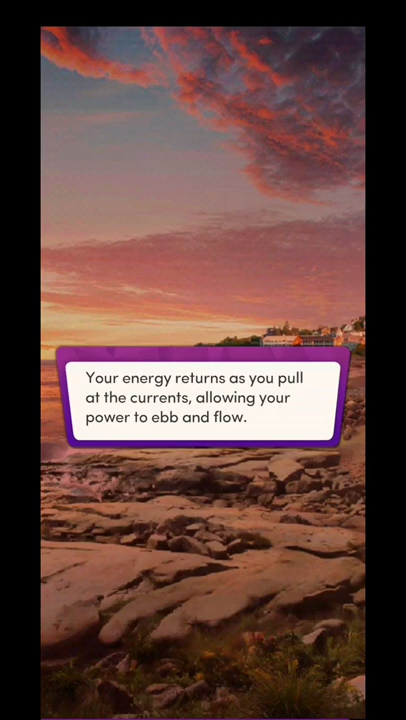 Your energy returns as you pull
at the currents, allowing your
power to ebb and flow.